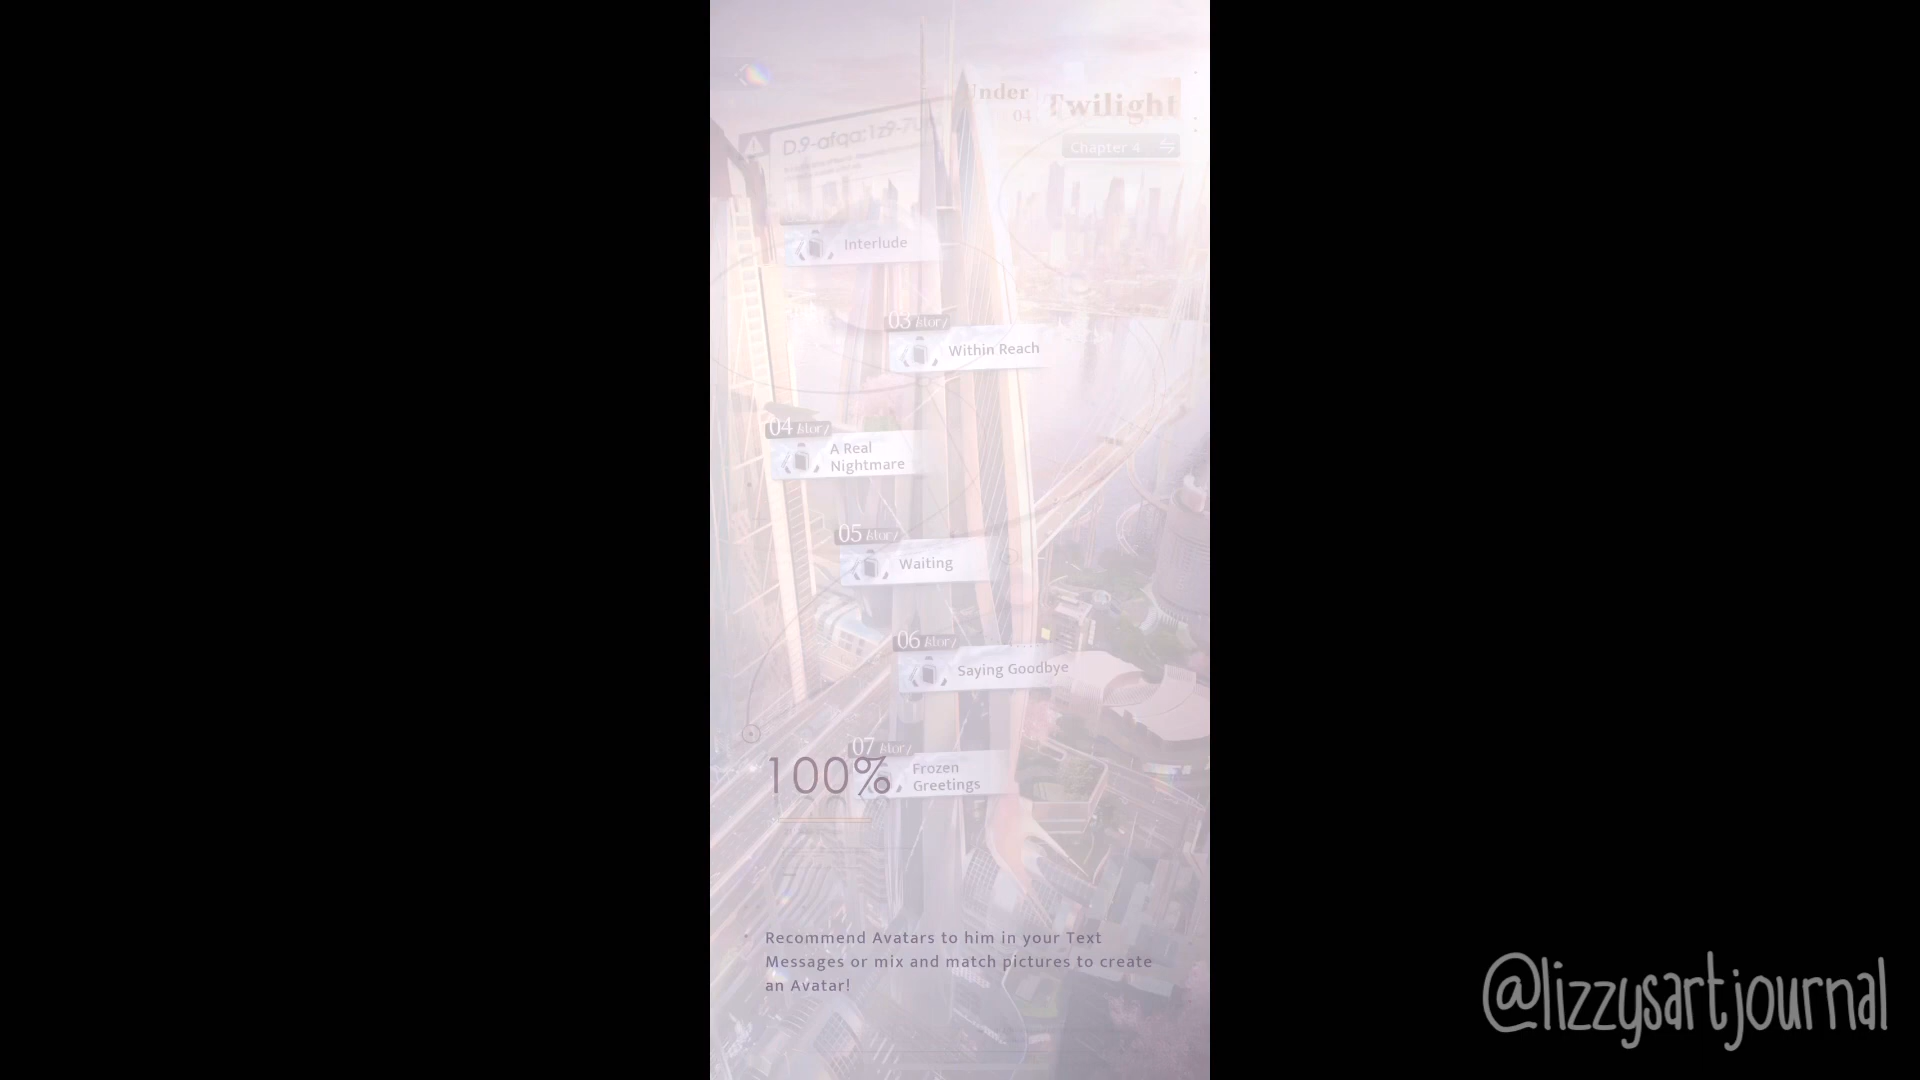 Under
04
Twilight
Chapter 4
Interlude
03 Story
Within Reach
04 Story
A Real
Nightmare
05 Story
Waiting
06 Story
Saying Goodbye
07 Story
Frozen
Greetings
100%
Recommend Avatars to him in your Text
Messages or mix and match pictures to create
an Avatar!
@lizzysartjournal